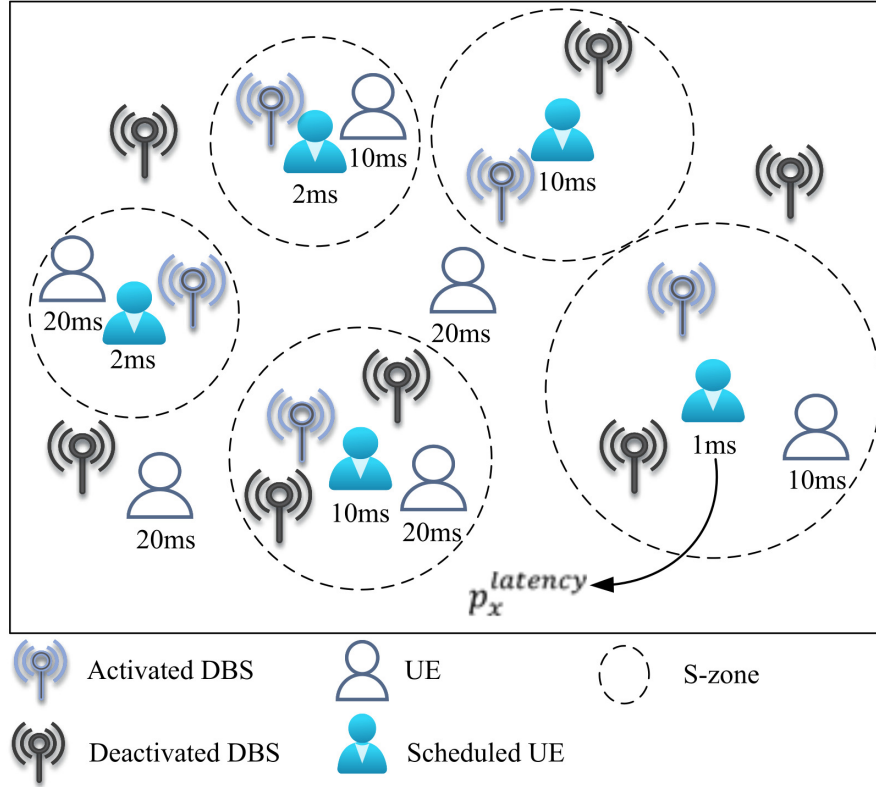 10ms
2ms
10ms
20ms
2ms
20ms
1ms
10ms
10ms
20ms
20ms
p_x^{latency}
Activated DBS
UE
S-zone
Deactivated DBS
Scheduled UE